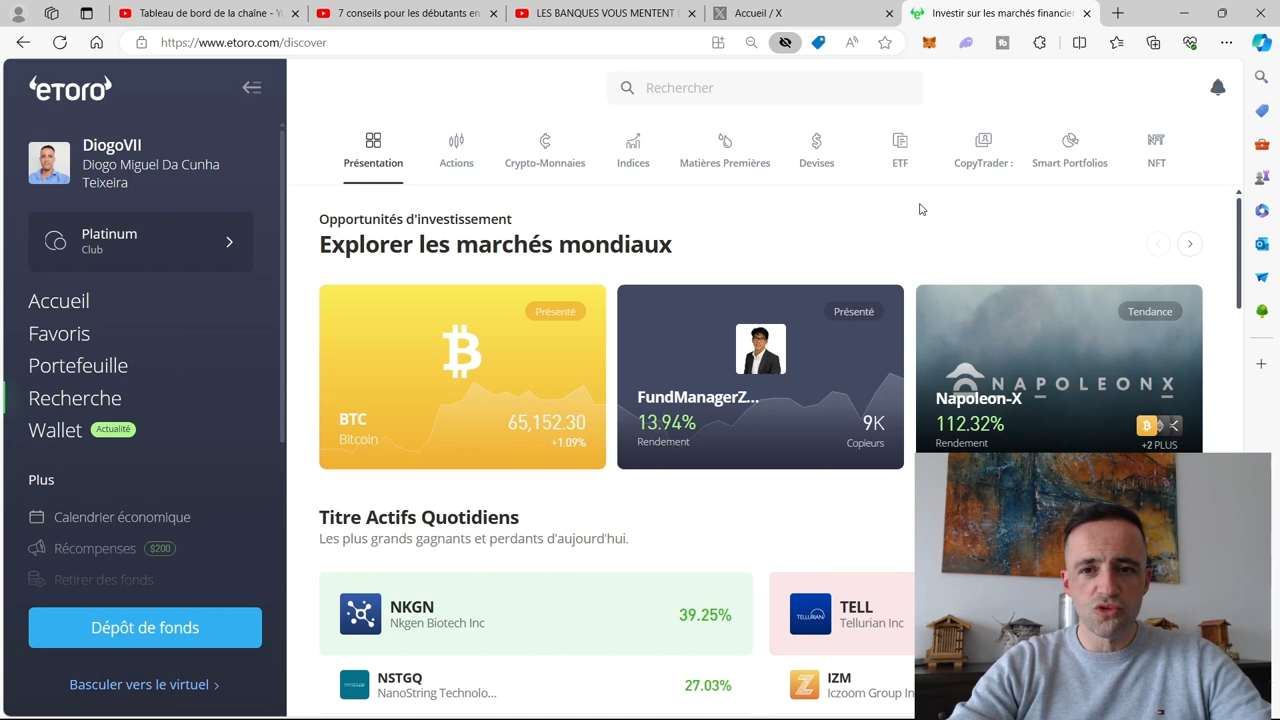 Tableau de bord de la chaîne - Y
7 conseils pour les débutants en
LES BANQUES VOUS MENTENT
Accueil / X
Investir sur les marchés financier
https://www.etoro.com/discover
eTORO
Rechercher
DiogoVII
Diogo Miguel Da Cunha
Teixeira
Platinum
Club
Accueil
Favoris
Portefeuille
Recherche
Wallet Actualité
Plus
Calendrier économique
Récompenses $200
Retirer des fonds
Dépôt de fonds
Basculer vers le virtuel >
Présentation
Actions
Crypto-Monnaies
Indices
Matières Premières
Devises
ETF
CopyTrader :
Smart Portfolios
NFT
NFT
Opportunités d'investissement
Explorer les marchés mondiaux
Présenté
BTC
Bitcoin
65,152.30
+1.09%
Présenté
FundManagerZ...
13.94%
Rendement
9K
Copieurs
Tendance
NAPOLEONX
Napoleon-X
112.32%
Rendement
+2 PLUS
Titre Actifs Quotidiens
Les plus grands gagnants et perdants d'aujourd'hui.
NKGN
Nkgen Biotech Inc
39.25%
TELLURIAN
TELL
Tellurian Inc
NSTGQ
NanoString Technolo...
27.03%
IZM
Iczoom Group In